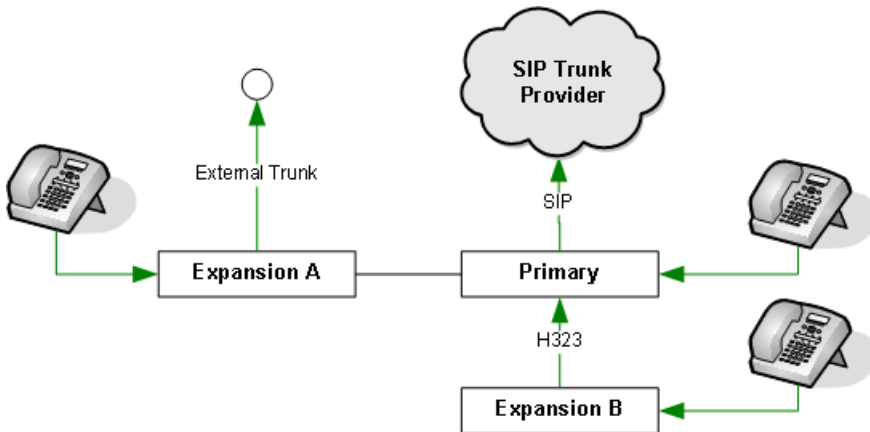 SIP Trunk
Provider
External Trunk
SIP
Expansion A
Primary
H323
Expansion B